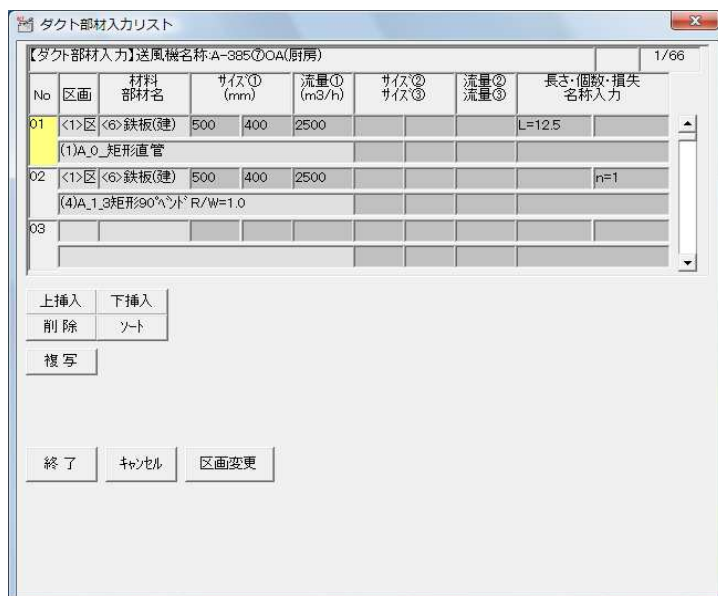 ダクト部材入力リスト
【ダクト部材入力】送風機名称:A-385⑦OA(厨房) 1/66
No 区画 材料 部材名 サイズ①(mm) 流量①(m3/h) サイズ② サイズ③ 流量② 流量③ 長さ・個数・損失 名称入力
01 <1>区 <6>鉄板(建) 500 400 2500 L=12.5
(1)A_0_矩形直管
02 <1>区 <6>鉄板(建) 500 400 2500 n=1
(4)A_1_3矩形90°ベンド R/W=1.0
03
上挿入 下挿入
削除 ソート
複写
終了 キャンセル 区画変更